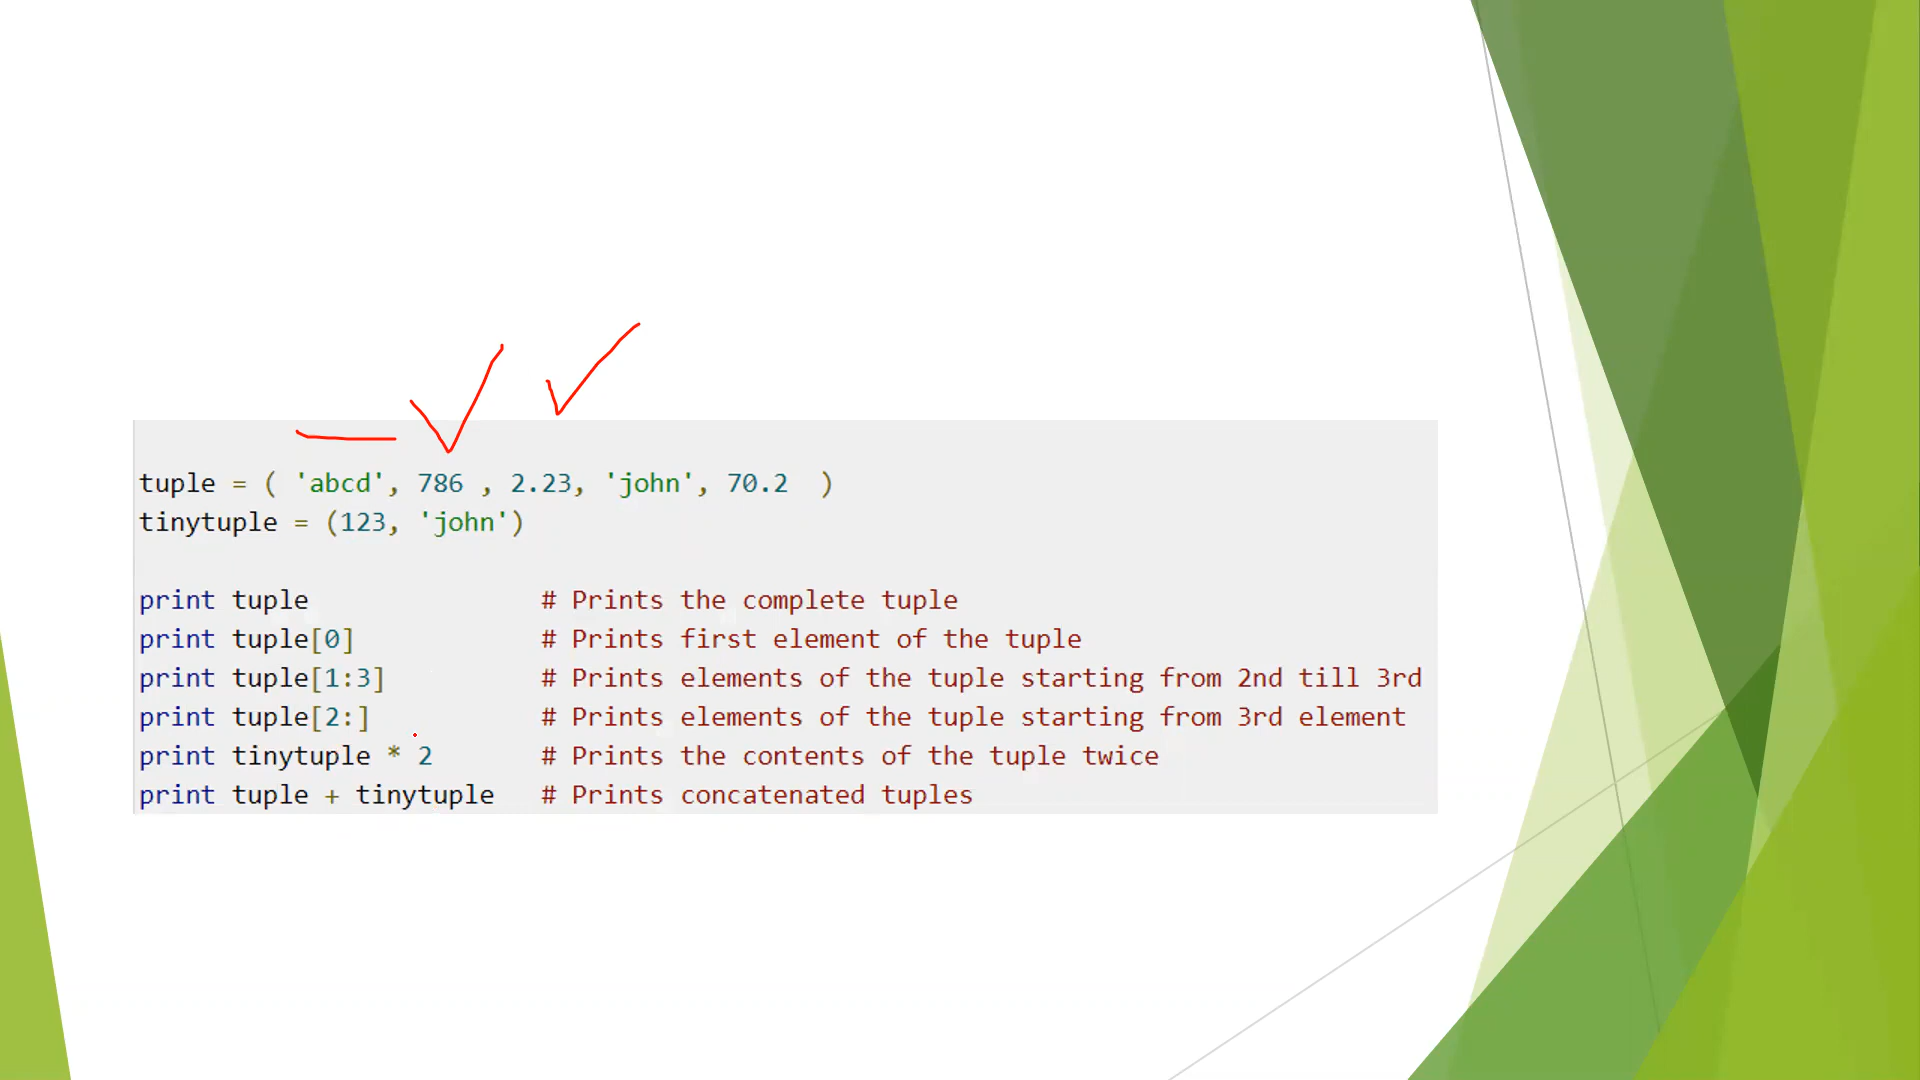 tuple = ( 'abcd', 786 , 2.23, 'john', 70.2  )
tinytuple = (123, 'john')
print tuple # Prints the complete tuple
print tuple[0] # Prints first element of the tuple
print tuple[1:3] # Prints elements of the tuple starting from 2nd till 3rd
print tuple[2:] # Prints elements of the tuple starting from 3rd element
print tinytuple * 2 # Prints the contents of the tuple twice
print tuple + tinytuple # Prints concatenated tuples